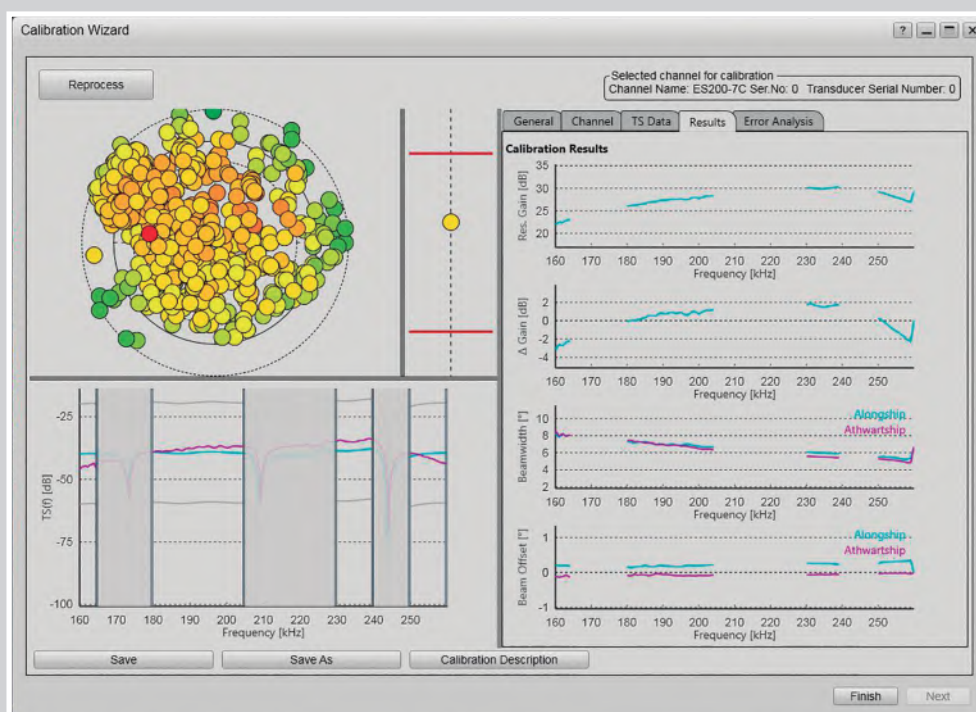 Calibration Wizard
?
Reprocess
Selected channel for calibration
Channel Name: ES200-7C Ser.No: 0 Transducer Serial Number: 0
General Channel TS Data Results Error Analysis
Calibration Results
Res. Gain [dB]
35
30
25
20
160 170 180 190 200 210 220 230 240 250
Frequency [kHz]
Δ Gain [dB]
2
0
-2
-4
160 170 180 190 200 210 220 230 240 250
Frequency [kHz]
Beamwidth [°]
10
8
6
4
2
Alongship
Athwartship
160 170 180 190 200 210 220 230 240 250
Frequency [kHz]
Beam Offset [°]
1
0
-1
Alongship
Athwartship
160 170 180 190 200 210 220 230 240 250
Frequency [kHz]
TS(f) [dB]
-25
-50
-75
-100
160 170 180 190 200 210 220 230 240 250 260
Frequency [kHz]
Save Save As Calibration Description
Finish Next